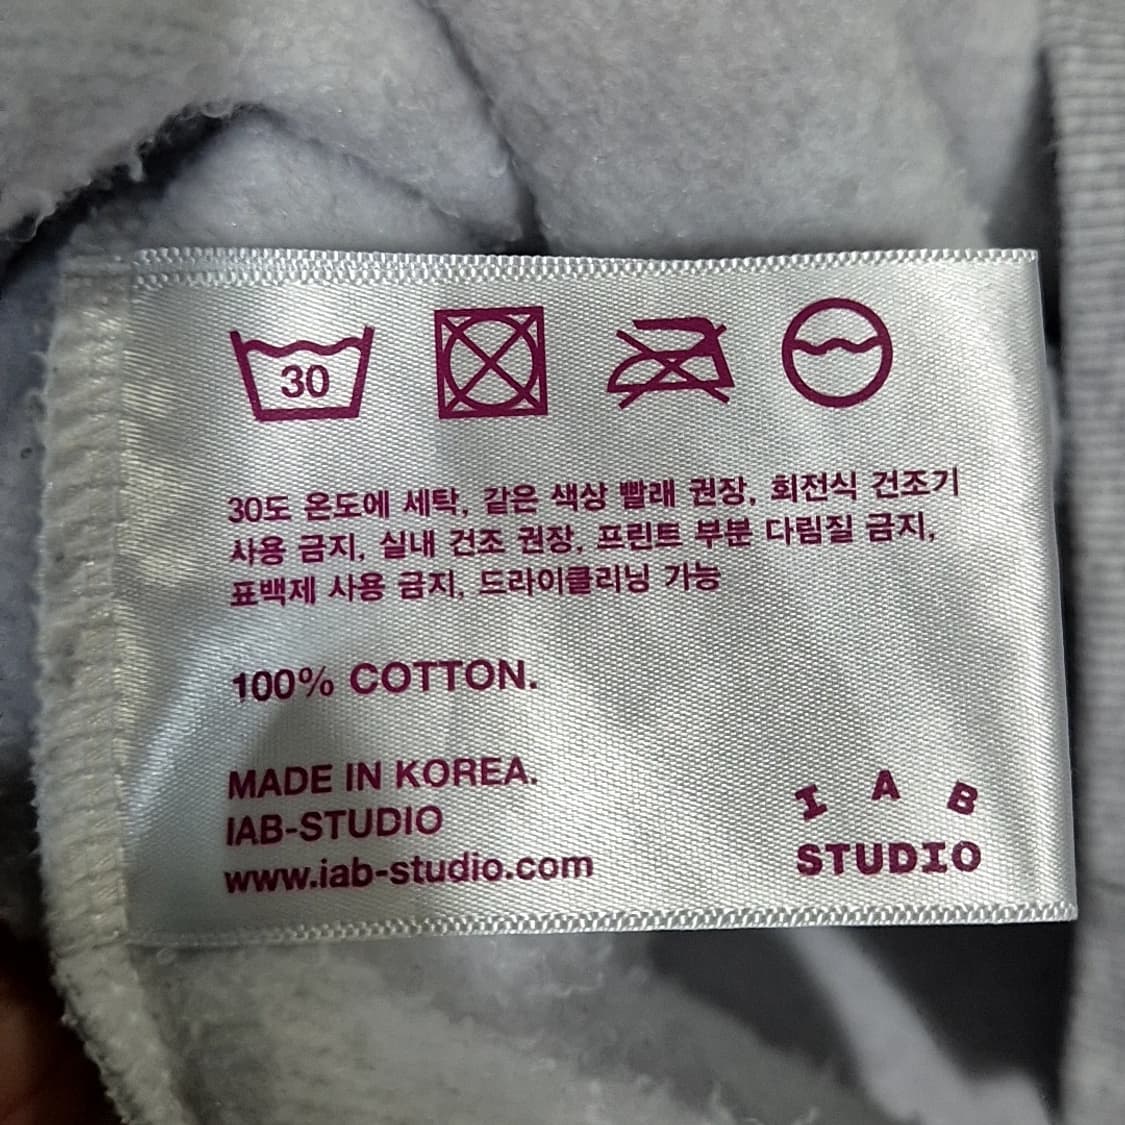 30
30도 온도에 세탁, 같은 색상 빨래 권장, 회전식 건조기
사용 금지, 실내 건조 권장, 프린트 부분 다림질 금지,
표백제 사용 금지, 드라이클리닝 가능
100% COTTON.
MADE IN KOREA.
IAB-STUDIO
www.iab-studio.com
I A B
STUDIO